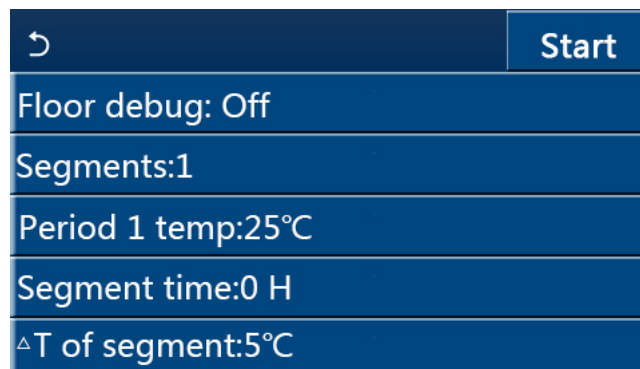 Start
Floor debug: Off
Segments:1
Period 1 temp:25℃
Segment time:0 H
△T of segment:5℃